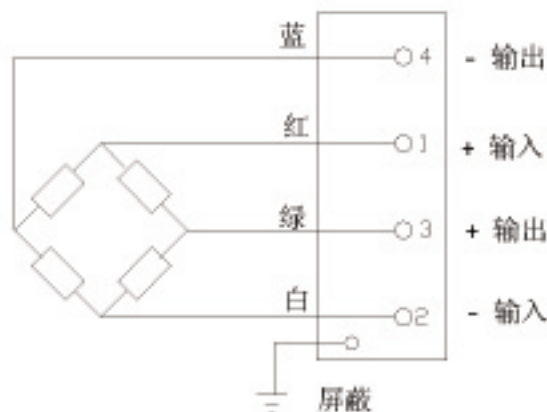 蓝 4 - 输出
红 1 + 输入
绿 3 + 输出
白 2 - 输入
屏蔽